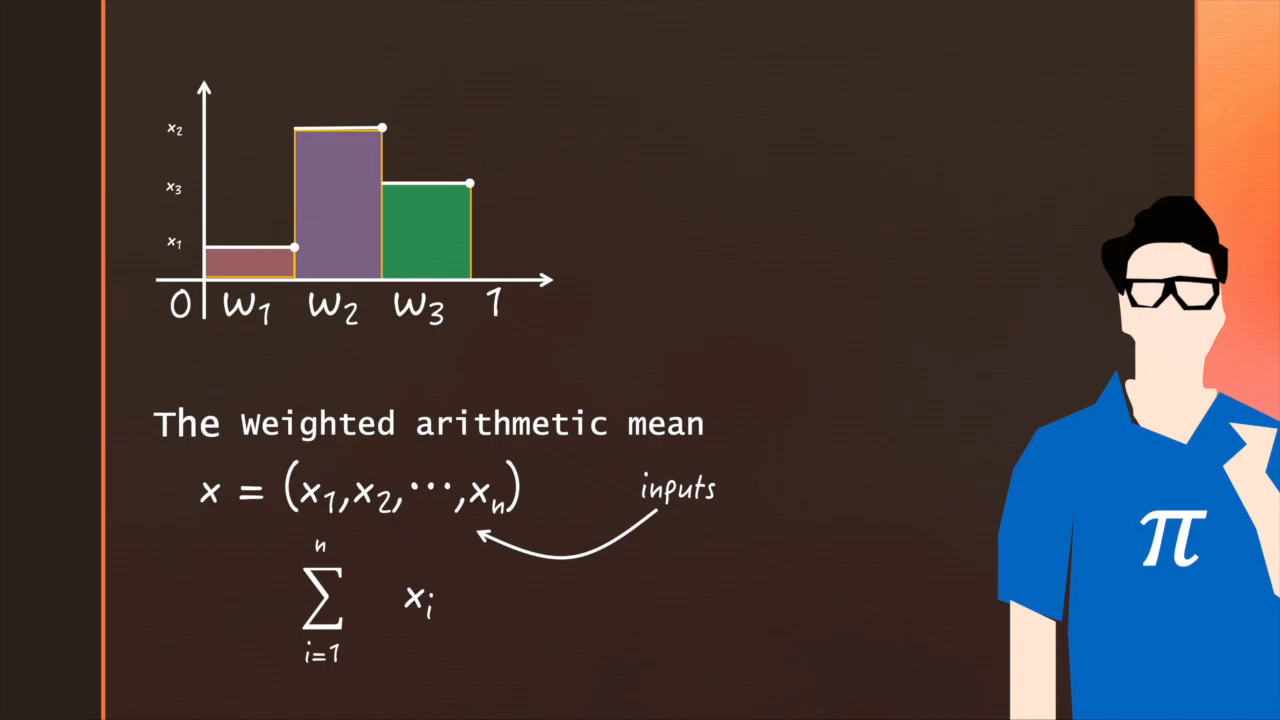 x₂
x₃
x₁
0 w₁ w₂ w₃ 1
The Weighted arithmetic mean
x = (x₁,x₂,⋯,xₙ)
inputs
n
∑ xᵢ
i=1
π